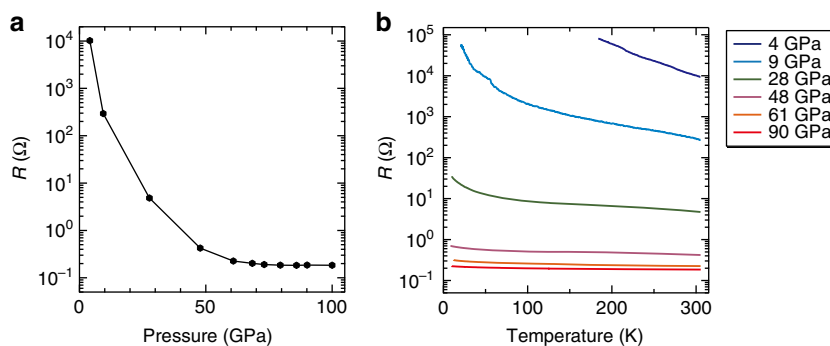 a
R (Ω)
10^4
10^3
10^2
10^1
10^0
10^-1
0
50
100
Pressure (GPa)
b
R (Ω)
10^5
10^4
10^3
10^2
10^1
10^0
10^-1
0
100
200
300
Temperature (K)
4 GPa
9 GPa
28 GPa
48 GPa
61 GPa
90 GPa